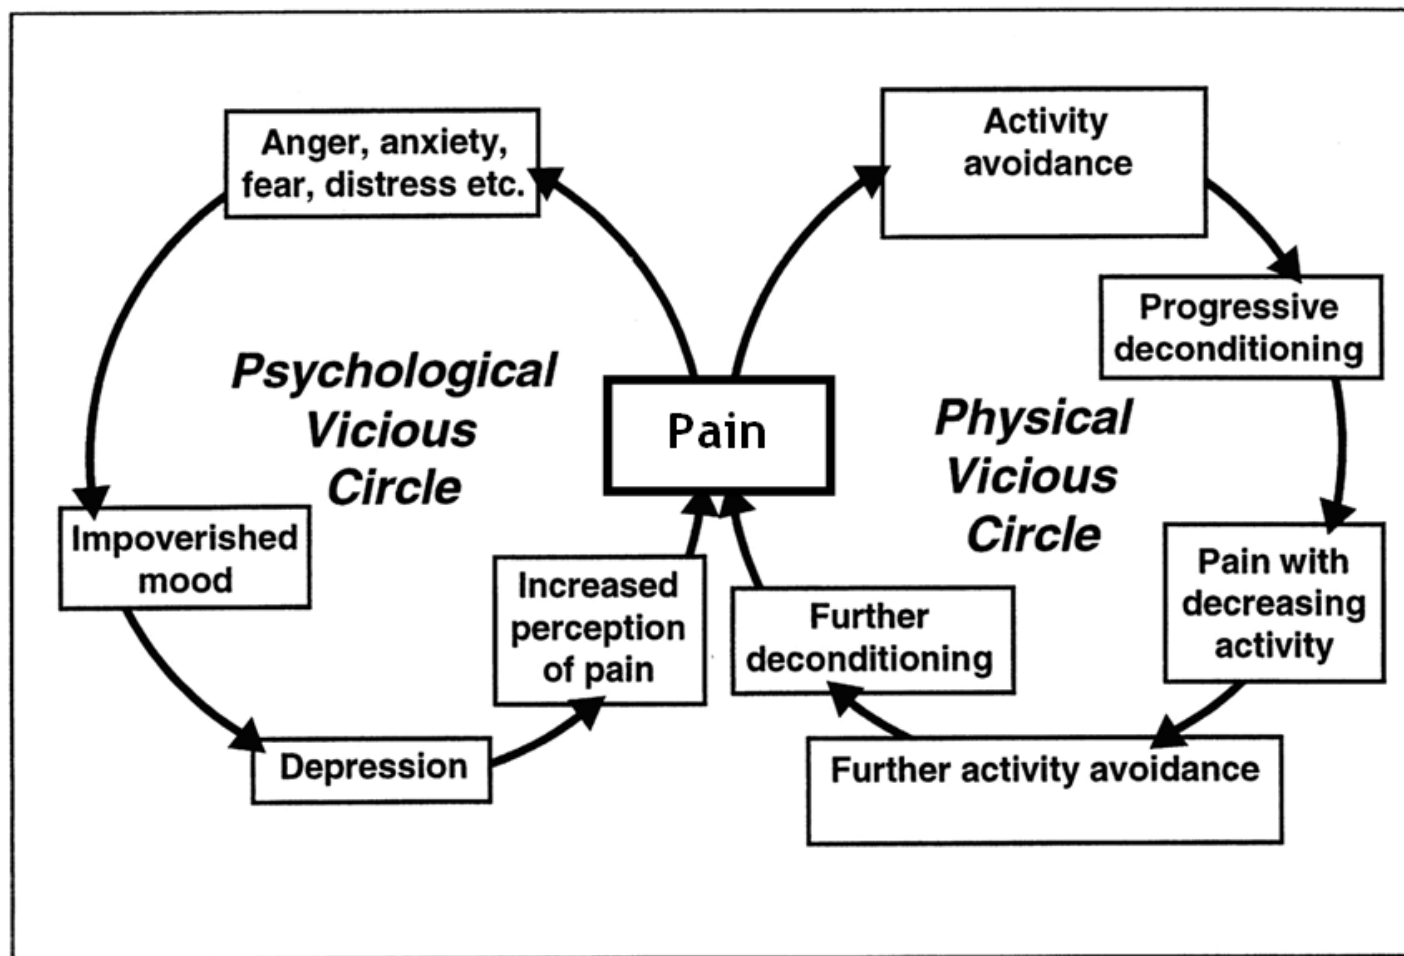 Anger, anxiety,
fear, distress etc.
Activity
avoidance
Progressive
deconditioning
Psychological
Vicious
Circle
Pain
Physical
Vicious
Circle
Impoverished
mood
Increased
perception
of pain
Further
deconditioning
Pain with
decreasing
activity
Depression
Further activity avoidance